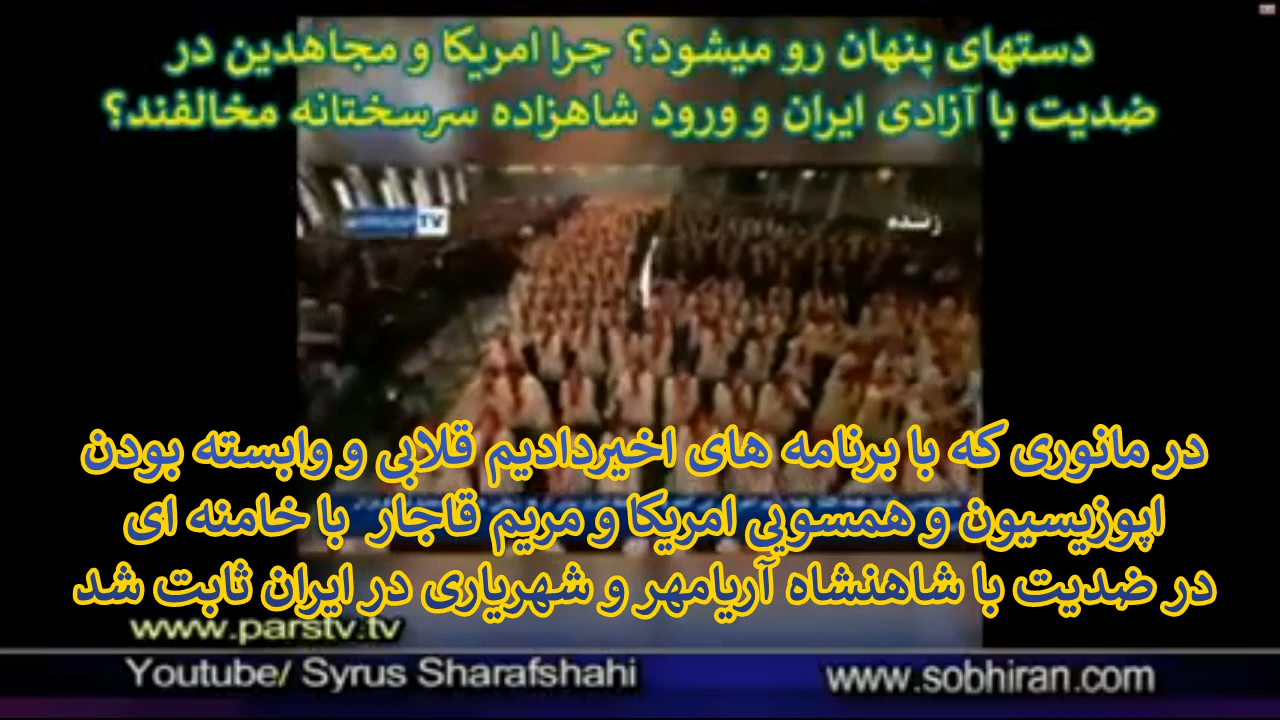 دستهای پنهان رو میشود؟ چرا امریکا و مجاهدین در
ضدیت با آزادی ایران و ورود شاهزاده سرسختانه مخالفند؟
TV
زنده
در مانوری که با برنامه های اخیردادیم قلابی و وابسته بودن
اپوزیسیون و همسویی امریکا و مریم قاجار با خامنه ای
در ضدیت با شاهنشاه آریامهر و شهریاری در ایران ثابت شد
www.parstv.tv
Youtube/ Syrus Sharafshahi
www.sobhiran.com